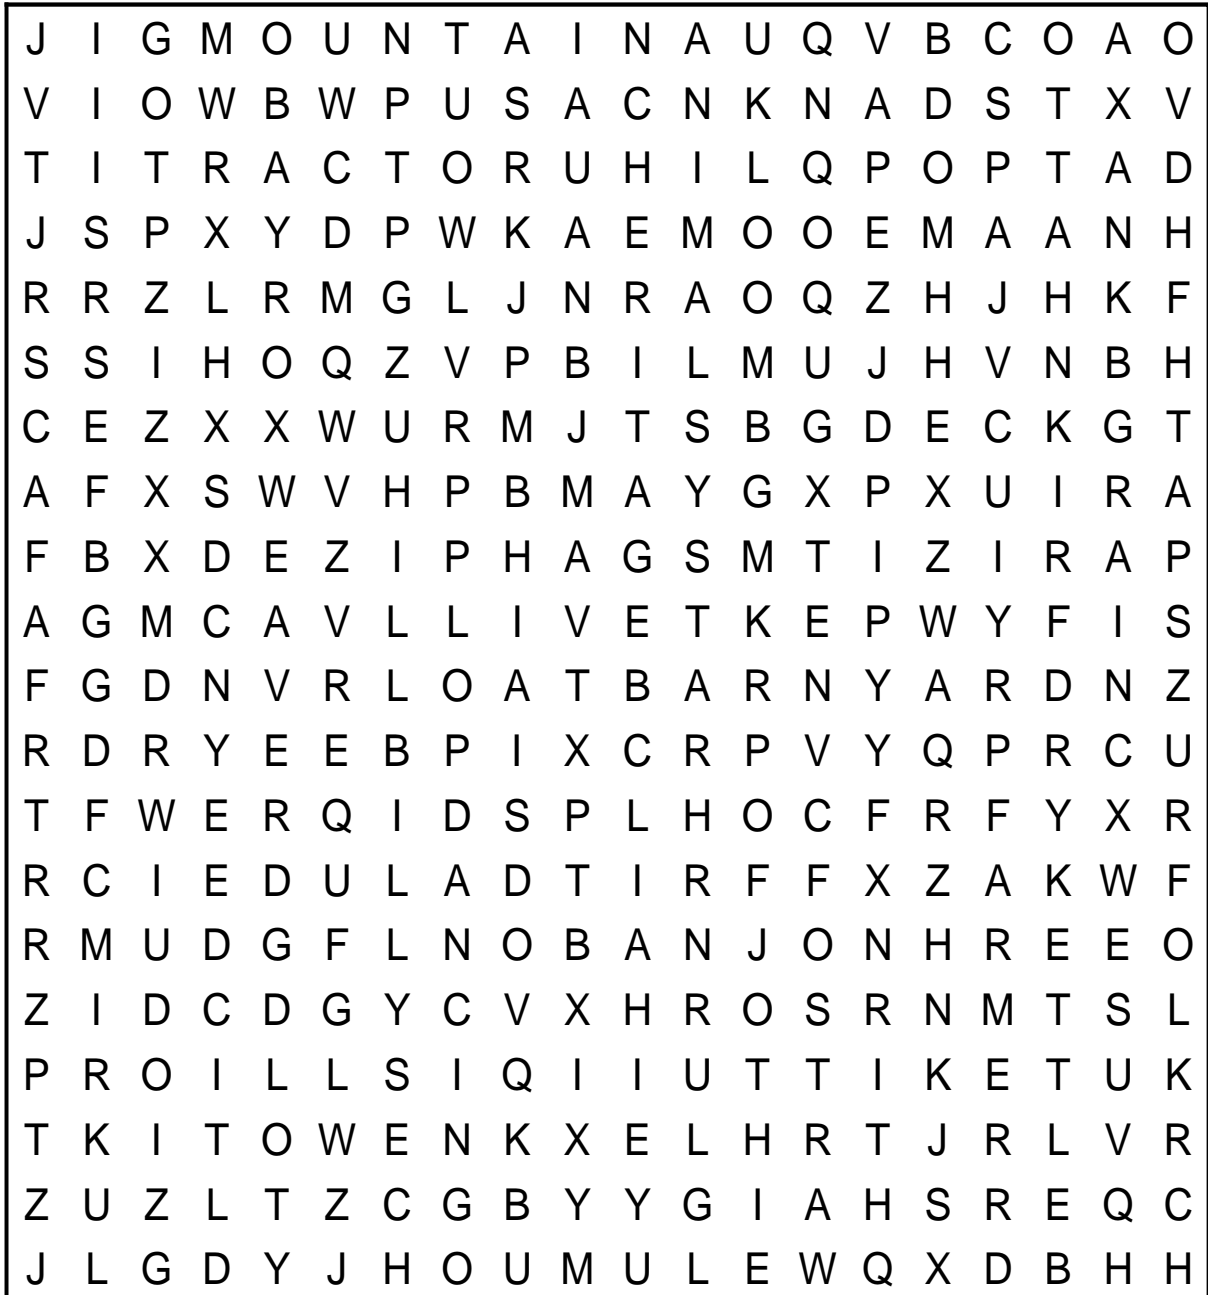 J I G M O U N T A I N A U Q V B C O A O
V I O W B W P U S A C N K N A D S T X V
T I T R A C T O R U H I L Q P O P T A D
J S P X Y D P W K A E M O O E M A A N H
R R Z L R M G L J N R A O Q Z H J H K F
S S I H O Q Z V P B I L M U J H V N B H
C E Z X X W U R M J T S B G D E C K G T
A F X S W V H P B M A Y G X P X U I R A
F B X D E Z I P H A G S M T I Z I R A P
A G M C A V L L I V E T K E P W Y F I S
F G D N V R L O A T B A R N Y A R D N Z
R D R Y E E B P I X C R P V Y Q P R C U
T F W E R Q I D S P L H O C F R F Y X R
R C I E D U L A D T I R F F X Z A K W F
R M U D G F L N O B A N J O N H R E E O
Z I D C D G Y C V X H R O S R N M T S L
P R O I L L S I Q I I U T T I K E T U K
T K I T O W E N K X E L H R T J R L V R
Z U Z L T Z C G B Y Y G I A H S R E Q C
J L G D Y J H O U M U L E W Q X D B H H